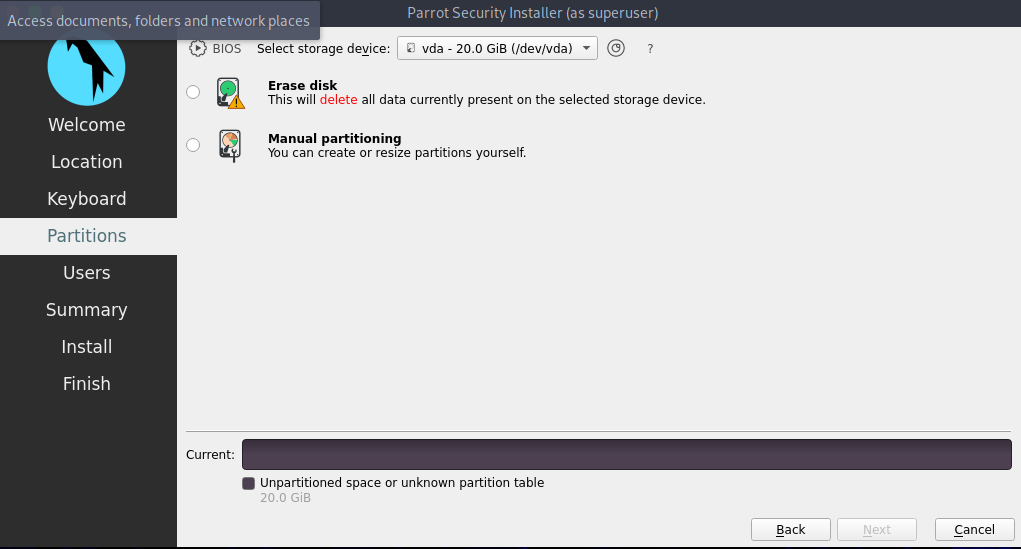 Parrot Security Installer (as superuser)
Access documents, folders and network places
BIOS Select storage device: vda - 20.0 GiB (/dev/vda) ?
Welcome
Location
Keyboard
Partitions
Users
Summary
Install
Finish
Erase disk
This will delete all data currently present on the selected storage device.
Manual partitioning
You can create or resize partitions yourself.
Current:
Unpartitioned space or unknown partition table
20.0 GiB
Back Next Cancel